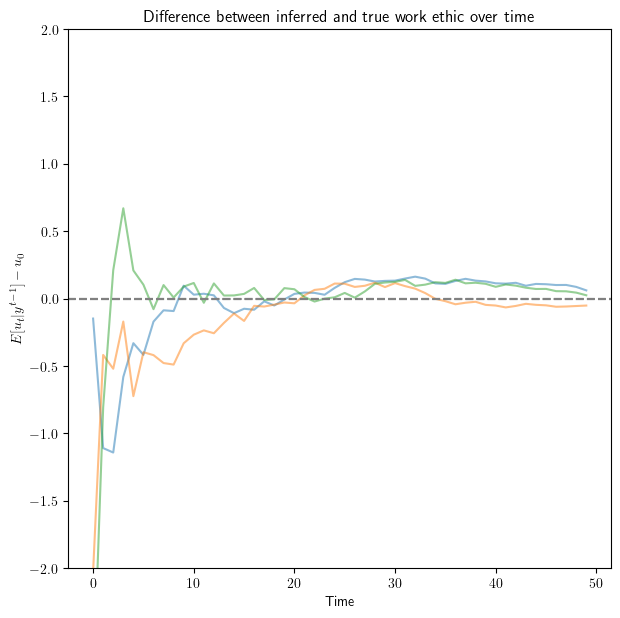 Difference between inferred and true work ethic over time
2.0
1.5
1.0
0.5
0.0
−0.5
−1.0
−1.5
−2.0
E[u_t|y^{t−1}] − u_0
0 10 20 30 40 50
Time